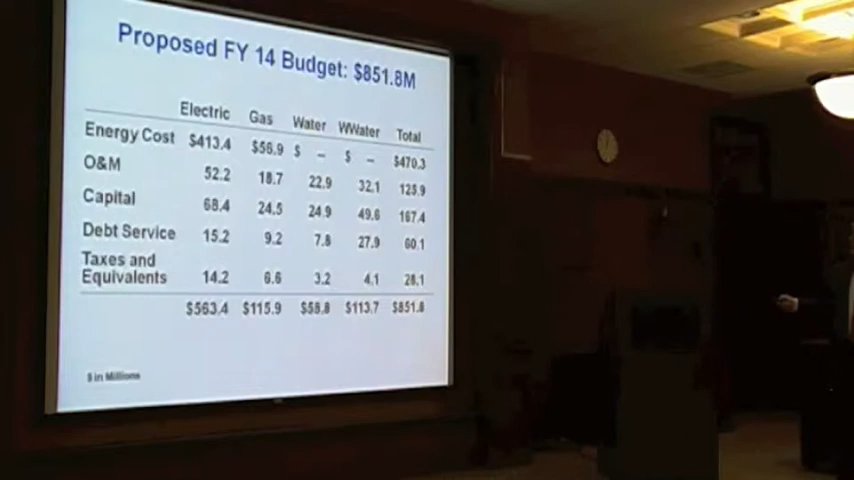 Proposed FY 14 Budget: $851.8M
Electric Gas Water WWater Total
Energy Cost $413.4 $56.9 $ – $ – $470.3
O&M 52.2 18.7 22.9 32.1 125.9
Capital 68.4 24.5 24.9 49.6 167.4
Debt Service 15.2 9.2 7.8 27.9 60.1
Taxes and
Equivalents 14.2 6.6 3.2 4.1 28.1
$563.4 $115.9 $58.8 $113.7 $851.8
$ in Millions